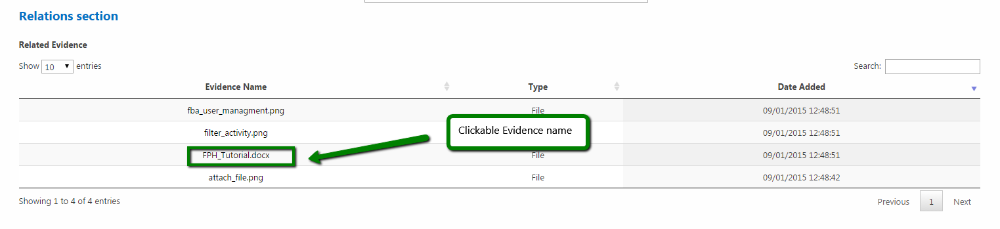 Relations section
Related Evidence
Show 10 entries Search:
Evidence Name Type Date Added
fba_user_managment.png File 09/01/2015 12:48:51
filter_activity.png 09/01/2015 12:48:51
Clickable Evidence name
FPH_Tutorial.docx File 09/01/2015 12:48:51
attach_file.png File 09/01/2015 12:48:42
Showing 1 to 4 of 4 entries Previous 1 Next